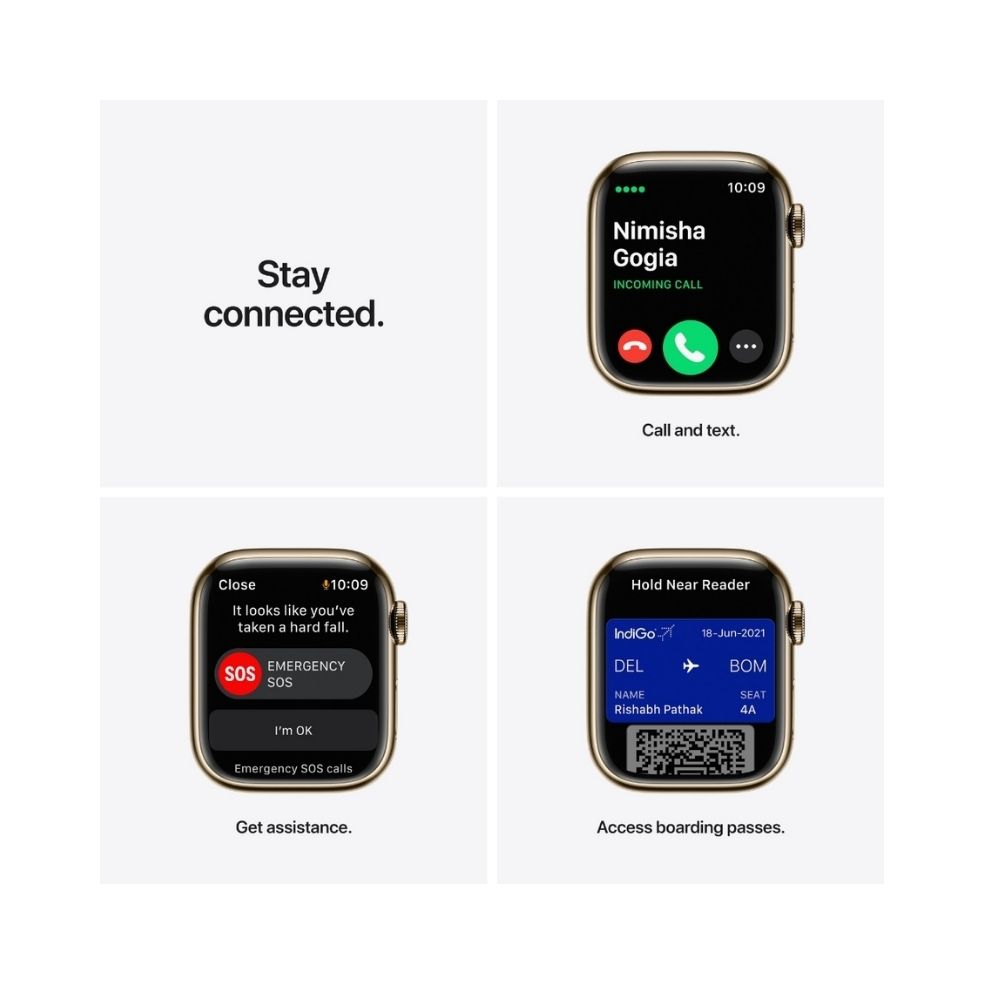 Stay
connected.
10:09
Nimisha
Gogia
INCOMING CALL
Call and text.
Close 10:09
It looks like you've
taken a hard fall.
SOS EMERGENCY
SOS
I'm OK
Emergency SOS calls
Get assistance.
Hold Near Reader
IndiGo 18-Jun-2021
DEL BOM
NAME SEAT
Rishabh Pathak 4A
Access boarding passes.